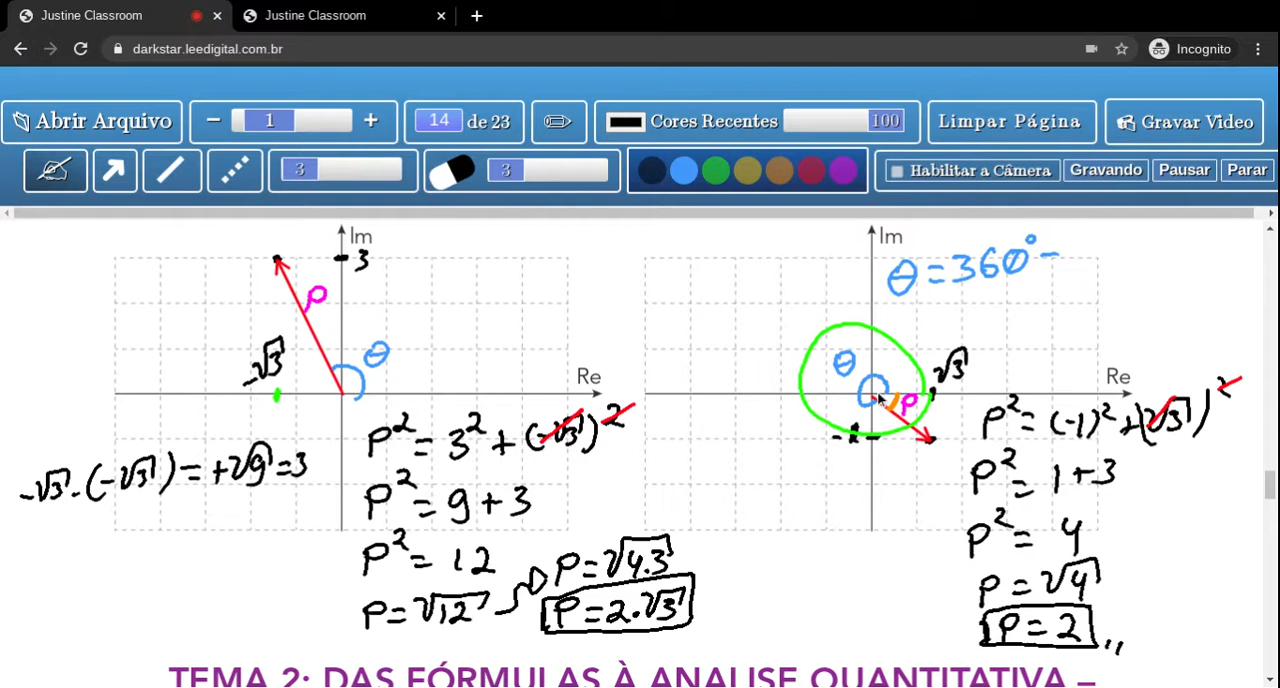 Justine Classroom
Justine Classroom
darkstar.leedigital.com.br
Incognito
Abrir Arquivo
− 1 +
14 de 23
Cores Recentes 100
Limpar Página
Gravar Video
3
3
Habilitar a Câmera
Gravando
Pausar
Parar
Im
3
ρ
θ
-√3
Re
ρ² = 3² + (-√3)²
-√3·(-√3) = +√9 = 3
ρ² = 9 + 3
ρ² = 12
ρ = √12
ρ = √4.3
ρ = 2·√3
Im
θ = 360° -
θ
√3
Re
ρ
-1
ρ² = (-1)² + (√3)²
ρ² = 1 + 3
ρ² = 4
ρ = √4
ρ = 2
TEMA 2: DAS FÓRMULAS À ANALISE QUANTITATIVA –